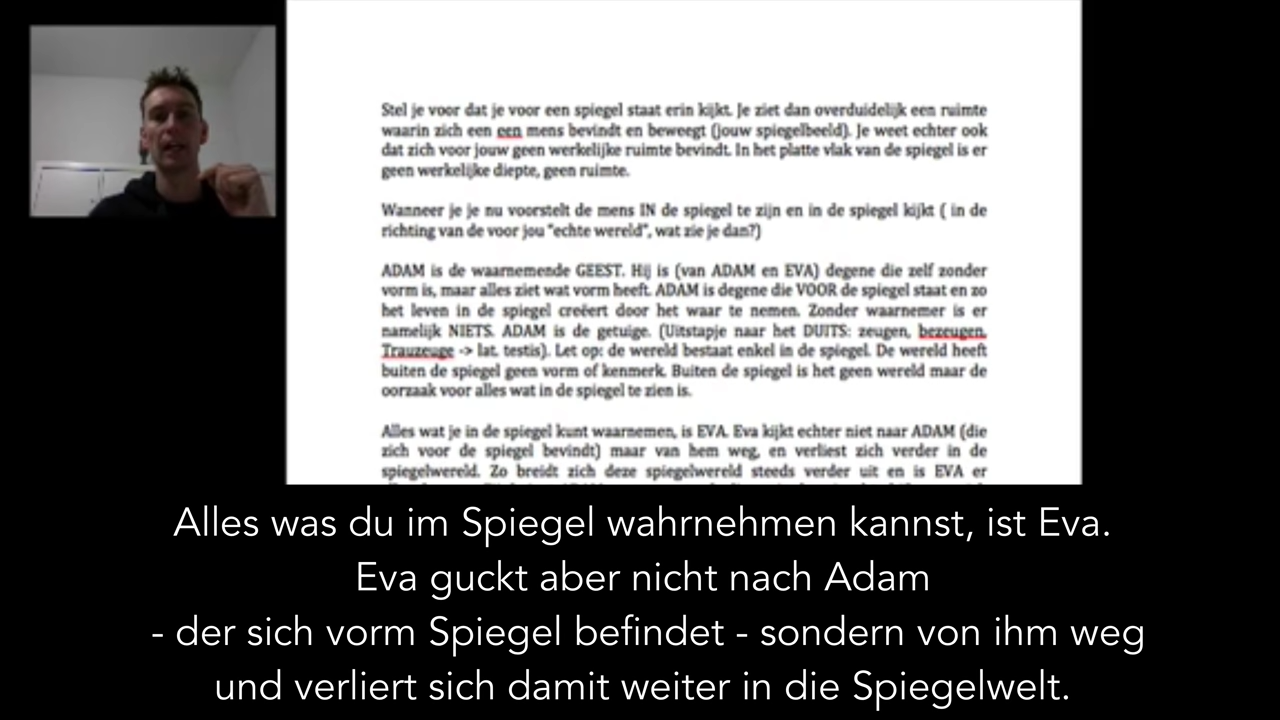 Stel je voor dat je voor een spiegel staat erin kijkt. Je ziet dan overduidelijk een ruimte
waarin zich een een mens bevindt en beweegt (jouw spiegelbeeld). Je weet echter ook
dat zich voor jouw geen werkelijke ruimte bevindt. In het platte vlak van de spiegel is er
geen werkelijke diepte, geen ruimte.
Wanneer je je nu voorstelt de mens IN de spiegel te zijn en in de spiegel kijkt ( in de
richting van de voor jou "echte wereld", wat zie je dan?)
ADAM is de waarnemende GEEST. Hij is (van ADAM en EVA) degene die zelf zonder
vorm is, maar alles ziet wat vorm heeft. ADAM is degene die VOOR de spiegel staat en zo
het leven in de spiegel creëert door het waar te nemen. Zonder waarnemer is er
namelijk NIETS. ADAM is de getuige. (Uitstapje naar het DUITS: zeugen, bezeugen,
Trauzeuge -> lat. testis). Let op: de wereld bestaat enkel in de spiegel. De wereld heeft
buiten de spiegel geen vorm of kenmerk. Buiten de spiegel is het geen wereld maar de
oorzaak voor alles wat in de spiegel te zien is.
Alles wat je in de spiegel kunt waarnemen, is EVA. Eva kijkt echter niet naar ADAM (die
zich voor de spiegel bevindt) maar van hem weg, en verliest zich verder in de
spiegelwereld. Zo breidt zich deze spiegelwereld steeds verder uit en is EVA er
Alles was du im Spiegel wahrnehmen kannst, ist Eva.
Eva guckt aber nicht nach Adam
- der sich vorm Spiegel befindet - sondern von ihm weg
und verliert sich damit weiter in die Spiegelwelt.